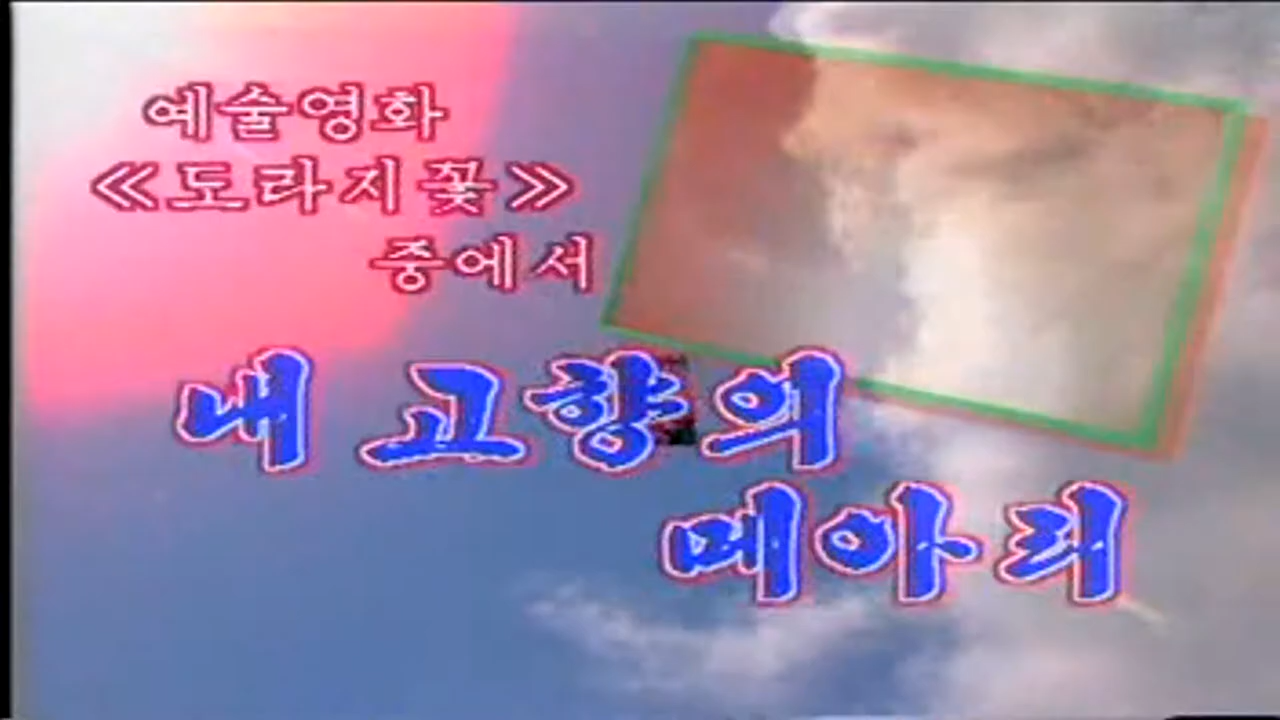 예술영화
≪도라지꽃≫
중에서
내 고향의
메아리